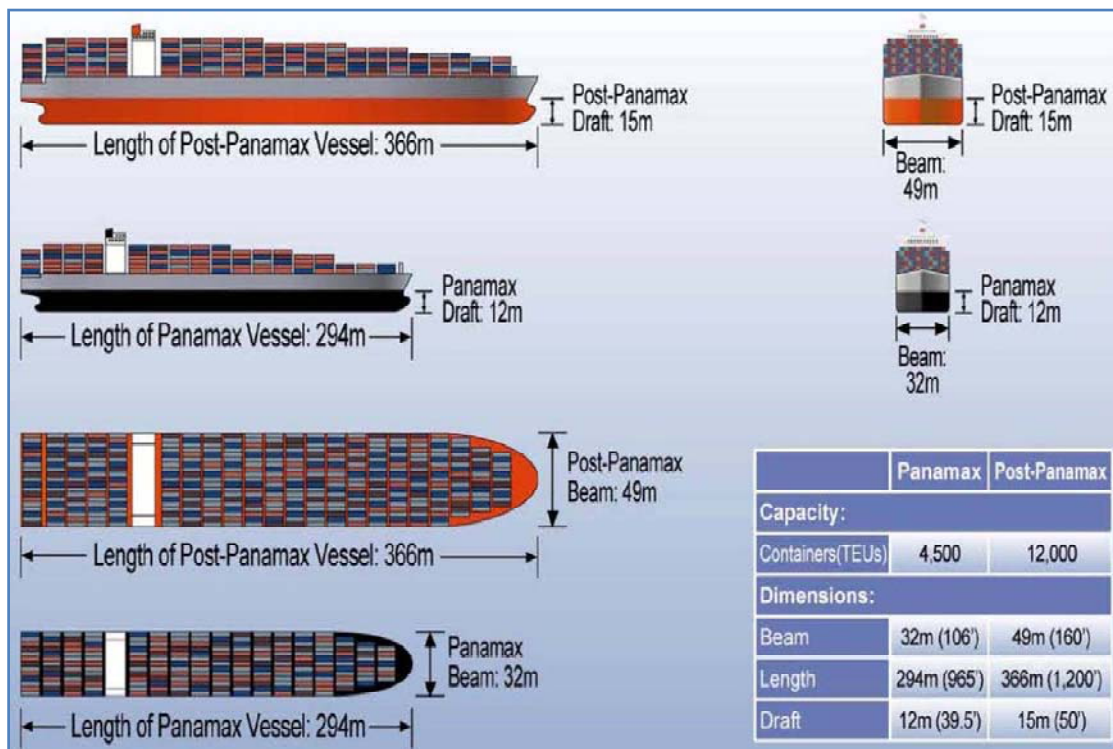 Post-Panamax
Draft: 15m
Length of Post-Panamax Vessel: 366m
Post-Panamax
Draft: 15m
Beam:
49m
Panamax
Draft: 12m
Length of Panamax Vessel: 294m
Panamax
Draft: 12m
Beam:
32m
Post-Panamax
Beam: 49m
Length of Post-Panamax Vessel: 366m
Panamax
Beam: 32m
Length of Panamax Vessel: 294m
Panamax Post-Panamax
Capacity:
Containers(TEUs) 4,500 12,000
Dimensions:
Beam 32m (106') 49m (160')
Length 294m (965') 366m (1,200')
Draft 12m (39.5') 15m (50')